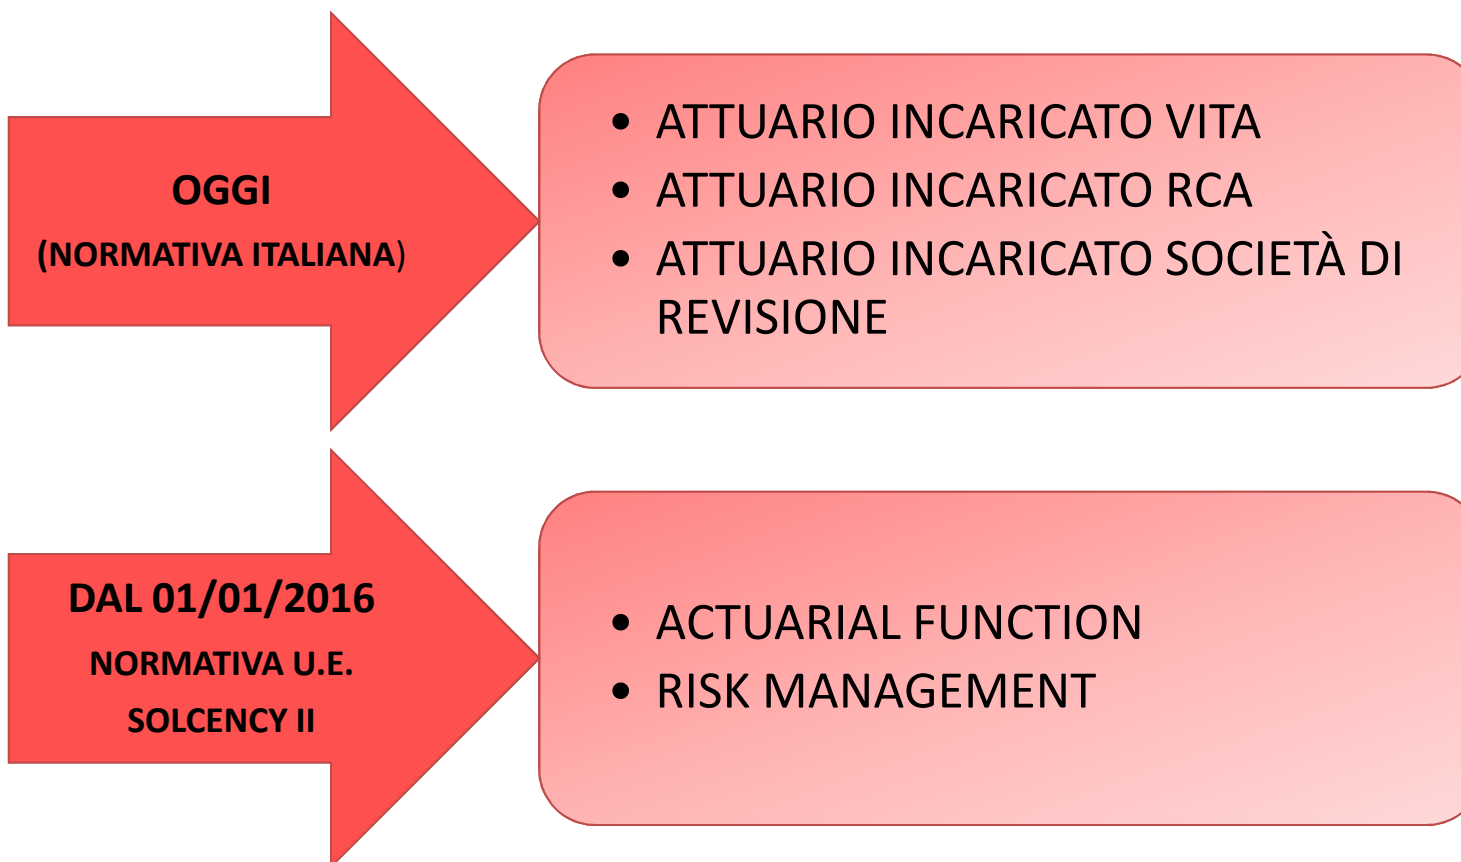 OGGI
(NORMATIVA ITALIANA)
• ATTUARIO INCARICATO VITA
• ATTUARIO INCARICATO RCA
• ATTUARIO INCARICATO SOCIETÀ DI
REVISIONE
DAL 01/01/2016
NORMATIVA U.E.
SOLCENCY II
• ACTUARIAL FUNCTION
• RISK MANAGEMENT